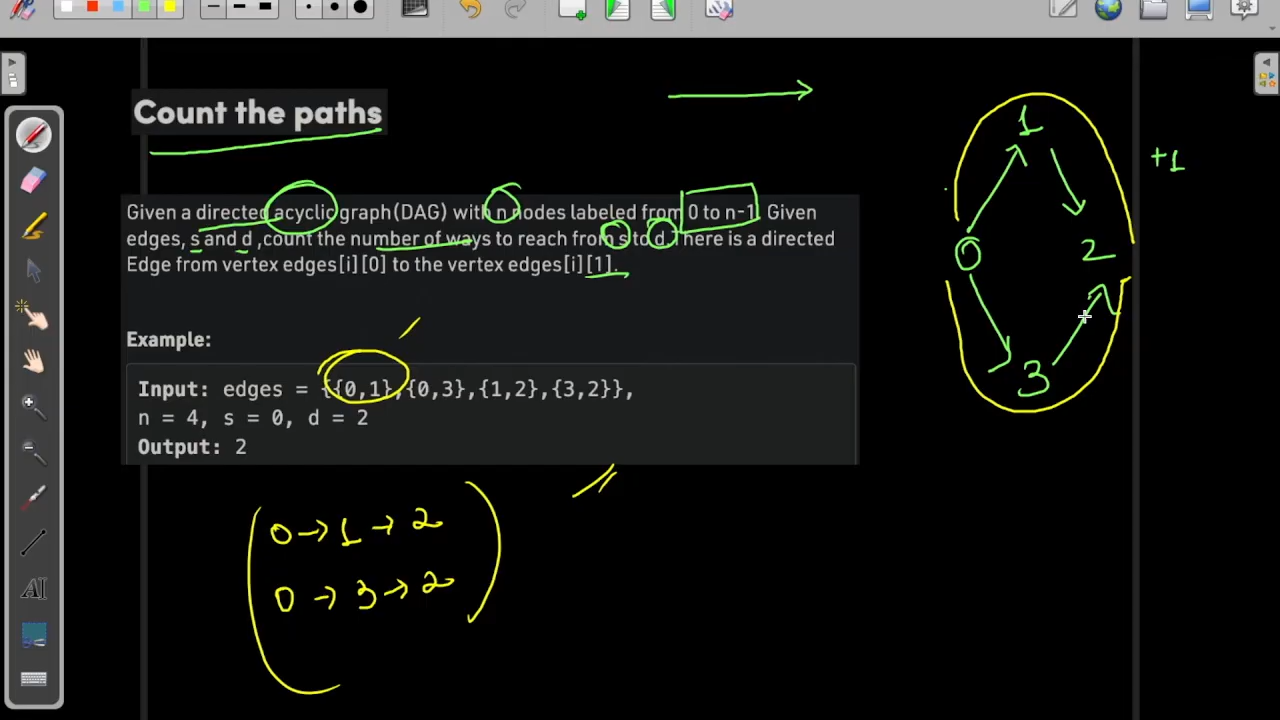 Count the paths
Given a directed acyclic graph(DAG) with n nodes labeled from 0 to n-1. Given
edges, s and d ,count the number of ways to reach from s to d. There is a directed
Edge from vertex edges[i][0] to the vertex edges[i][1].
Example:
Input: edges = {{0,1},{0,3},{1,2},{3,2}},
n = 4, s = 0, d = 2
Output: 2
0 → 1 → 2
0 → 3 → 2
1
+1
0
2
3
AI